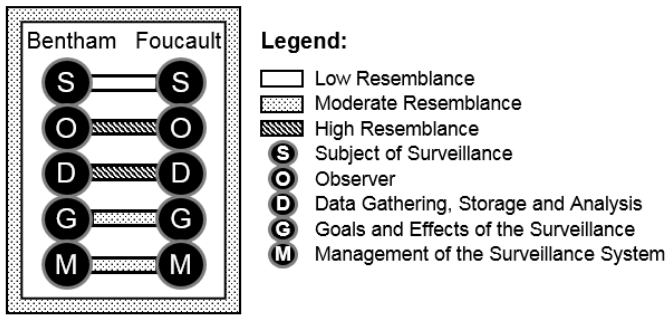 Bentham Foucault
S S
O O
D D
G G
M M
Legend:
Low Resemblance
Moderate Resemblance
High Resemblance
S Subject of Surveillance
O Observer
D Data Gathering, Storage and Analysis
G Goals and Effects of the Surveillance
M Management of the Surveillance System